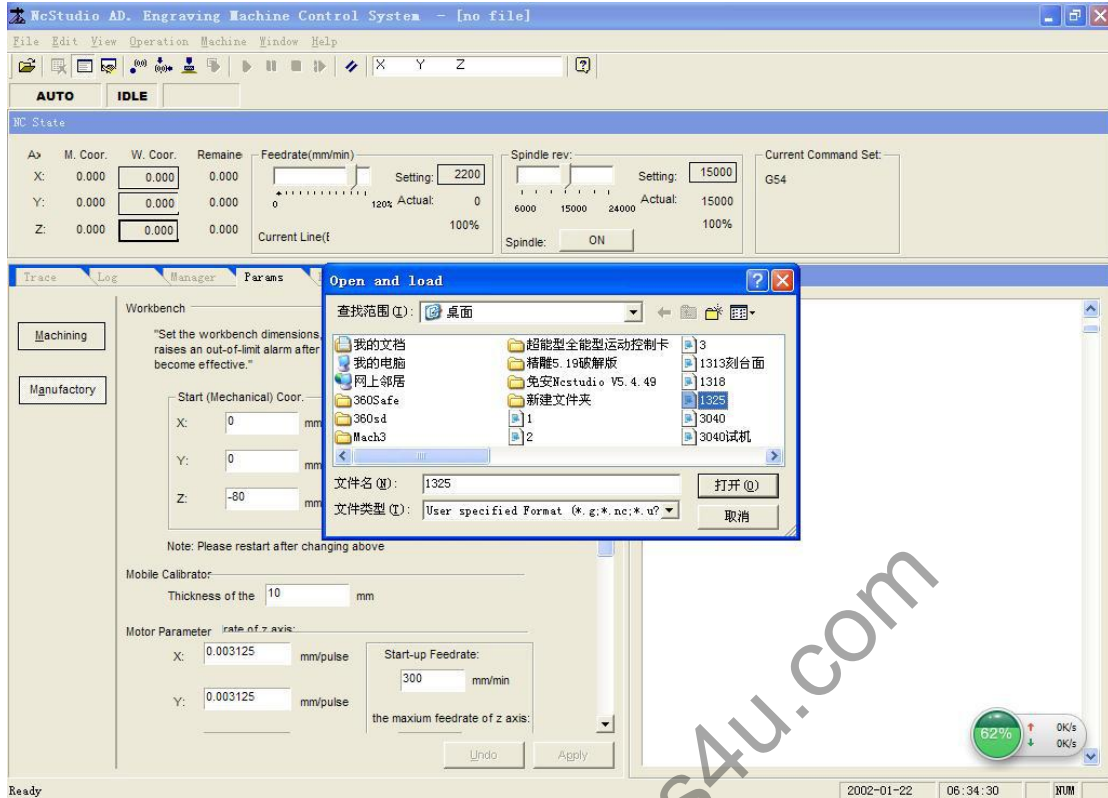 NcStudio AD. Engraving Machine Control System - [no file]
File Edit View Operation Machine Window Help
X Y Z
AUTO IDLE
NC State
A> M. Coor. W. Coor. Remaine
X: 0.000 0.000 0.000
Y: 0.000 0.000 0.000
Z: 0.000 0.000 0.000
Feedrate(mm/min)
Setting: 2200
0 120% Actual: 0
100%
Current Line(E
Spindle rev:
Setting: 15000
6000 15000 24000 Actual: 15000
100%
Spindle: ON
Current Command Set:
G54
Trace Log Manager Params
Machining
Manufactory
Workbench
"Set the workbench dimensions,
raises an out-of-limit alarm after
become effective."
Start (Mechanical) Coor.
X: 0 mm
Y: 0 mm
Z: -80 mm
Note: Please restart after changing above
Mobile Calibrator
Thickness of the 10 mm
Motor Parameter rate of z axis:
X: 0.003125 mm/pulse
Y: 0.003125 mm/pulse
Start-up Feedrate:
300 mm/min
the maxium feedrate of z axis:
Undo Apply
Open and load
查找范围(I): 桌面
我的文档 超能型全能型运动控制卡 3
我的电脑 精雕5.19破解版 1313刻台面
网上邻居 免安Ncstudio V5.4.49 1318
360Safe 新建文件夹 1325
360sd 1 3040
Mach3 2 3040试机
文件名(N): 1325 打开(O)
文件类型(T): User specified Format (*.g;*.nc;*.u? 取消
62% 0K/s
0K/s
Ready 2002-01-22 06:34:30 NUM
s4u.com